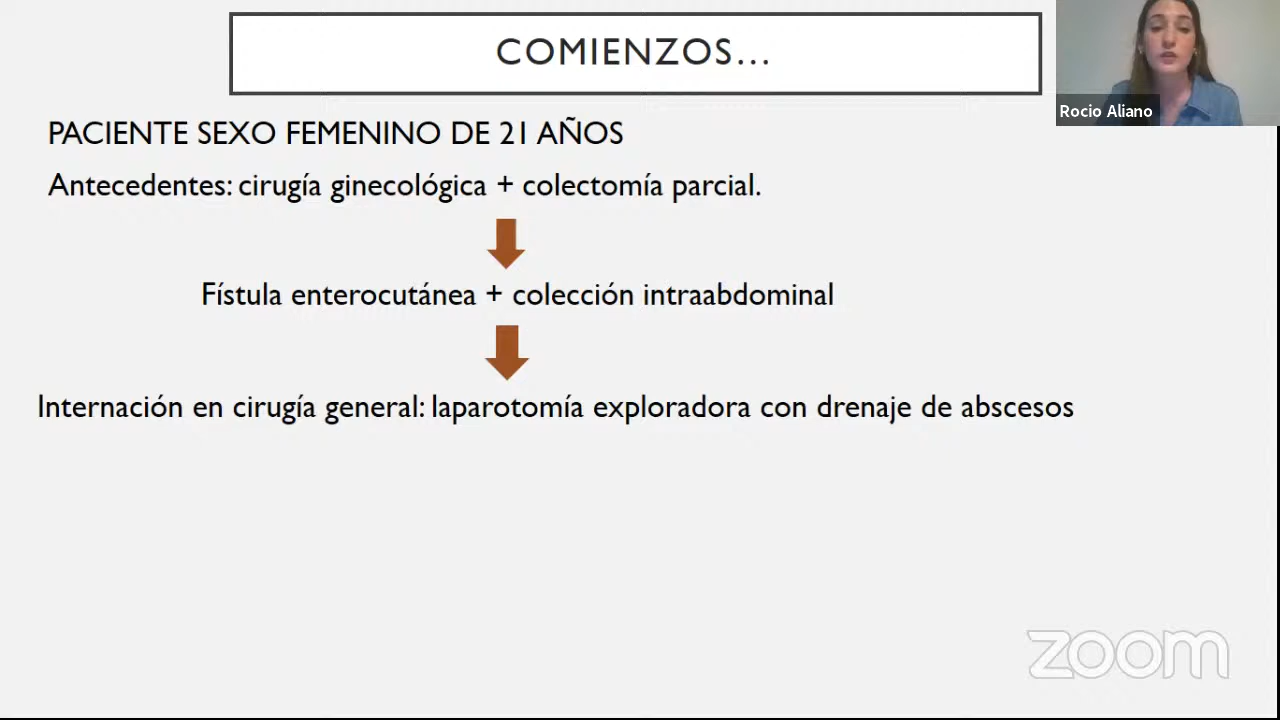 COMIENZOS...
Rocio Aliano
PACIENTE SEXO FEMENINO DE 21 AÑOS
Antecedentes: cirugía ginecológica + colectomía parcial.
Fístula enterocutánea + colección intraabdominal
Internación en cirugía general: laparotomía exploradora con drenaje de abscesos
zoom